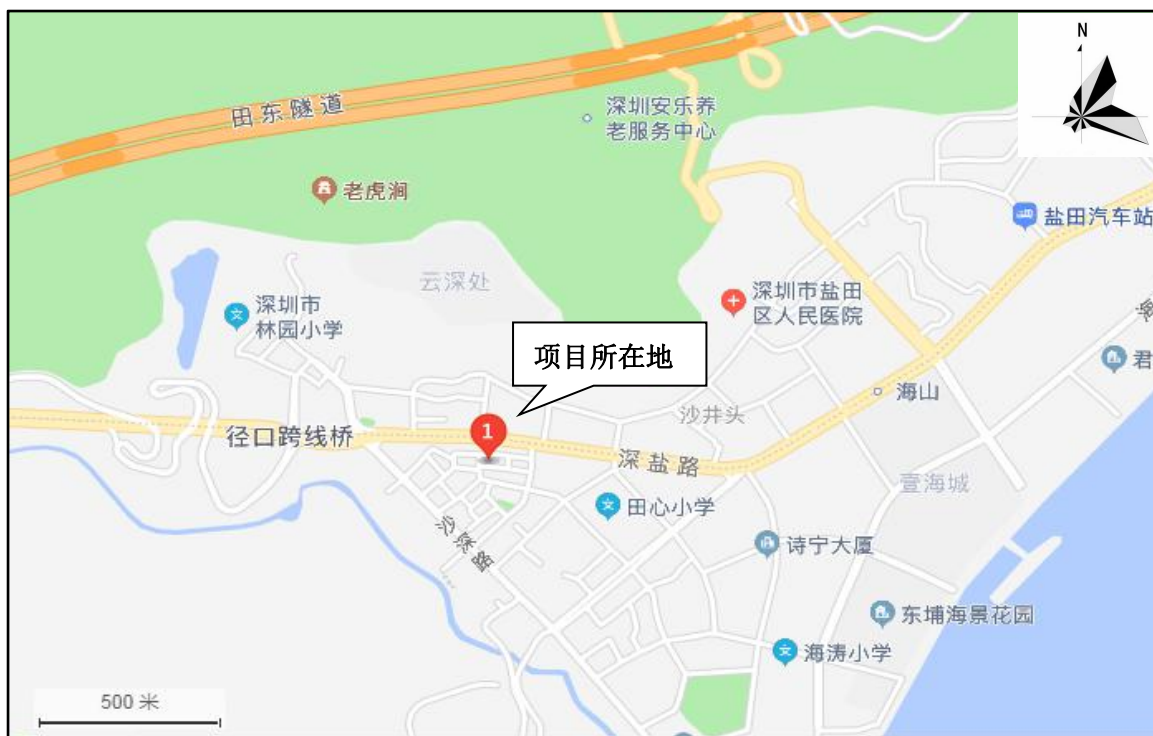 N
田东隧道
深圳安乐养
老服务中心
老虎涧
盐田汽车站
云深处
深圳市盐田
区人民医院
深圳市
林园小学
项目所在地
君
海山
沙井头
径口跨线桥
1
深盐路
壹海城
田心小学
沙深路
诗宁大厦
东埔海景花园
海涛小学
500 米